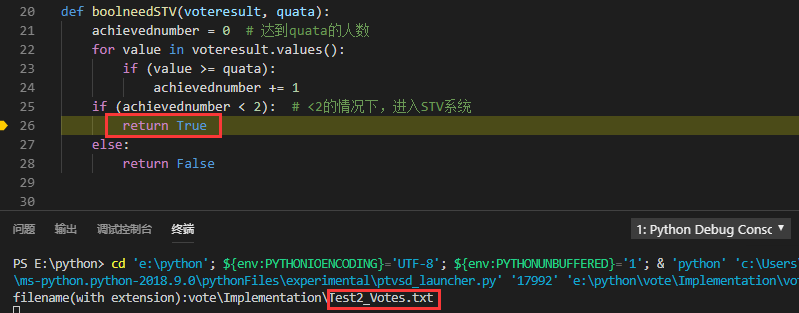 20 def boolneedSTV(voteresult, quata):
21 achievednumber = 0  # 达到quata的人数
22 for value in voteresult.values():
23 if (value >= quata):
24 achievednumber += 1
25 if (achievednumber < 2):  # <2的情况下，进入STV系统
26 return True
27 else:
28 return False
29
30
问题 输出 调试控制台 终端 1: Python Debug Consc
PS E:\python> cd 'e:\python'; ${env:PYTHONIOENCODING}='UTF-8'; ${env:PYTHONUNBUFFERED}='1'; & 'python' 'c:\Users
\ms-python.python-2018.9.0\pythonFiles\experimental\ptvsd_launcher.py' '17992' 'e:\python\vote\Implementation\vo
filename(with extension):vote\Implementation\Test2_Votes.txt